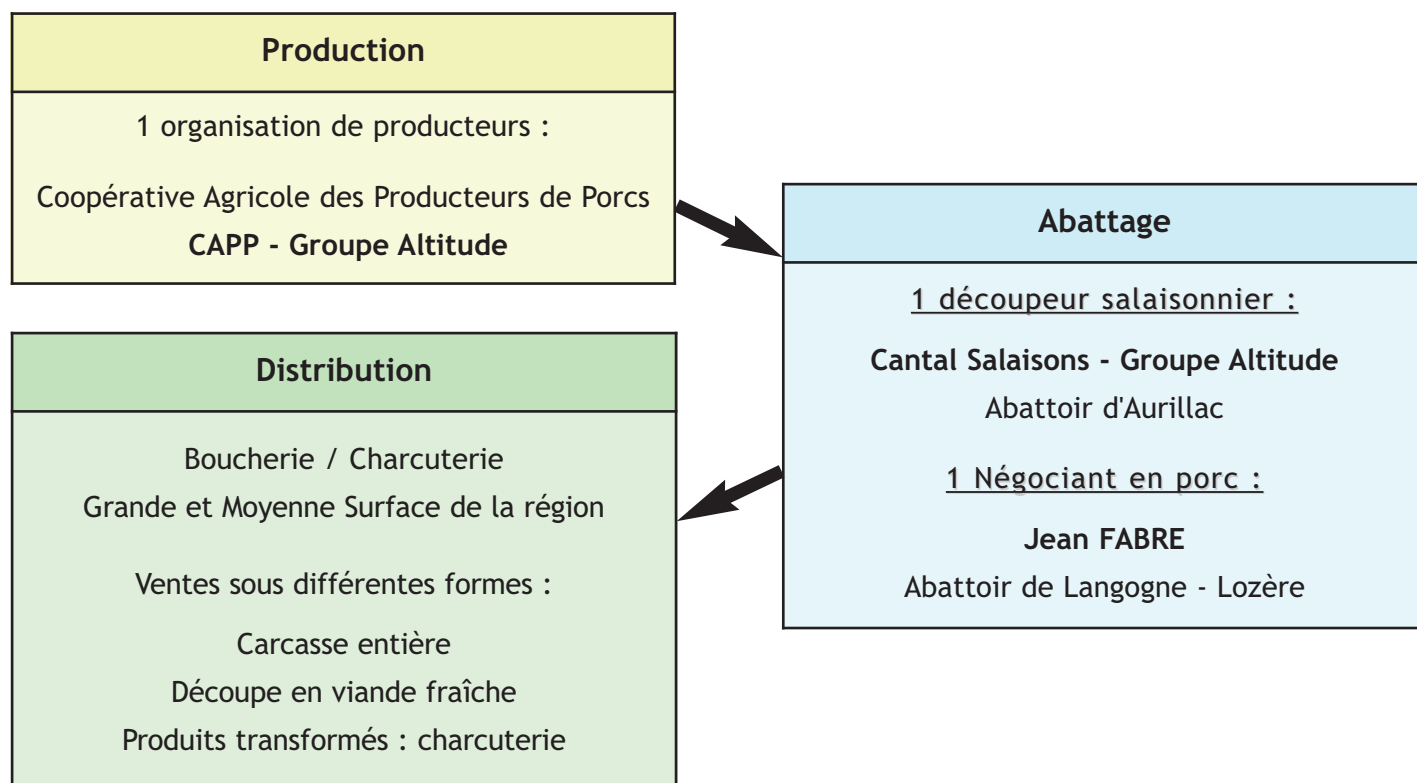 Production
1 organisation de producteurs :
Coopérative Agricole des Producteurs de Porcs
CAPP - Groupe Altitude
Abattage
1 découpeur salaisonnier :
Cantal Salaisons - Groupe Altitude
Abattoir d'Aurillac
1 Négociant en porc :
Jean FABRE
Abattoir de Langogne - Lozère
Distribution
Boucherie / Charcuterie
Grande et Moyenne Surface de la région
Ventes sous différentes formes :
Carcasse entière
Découpe en viande fraîche
Produits transformés : charcuterie